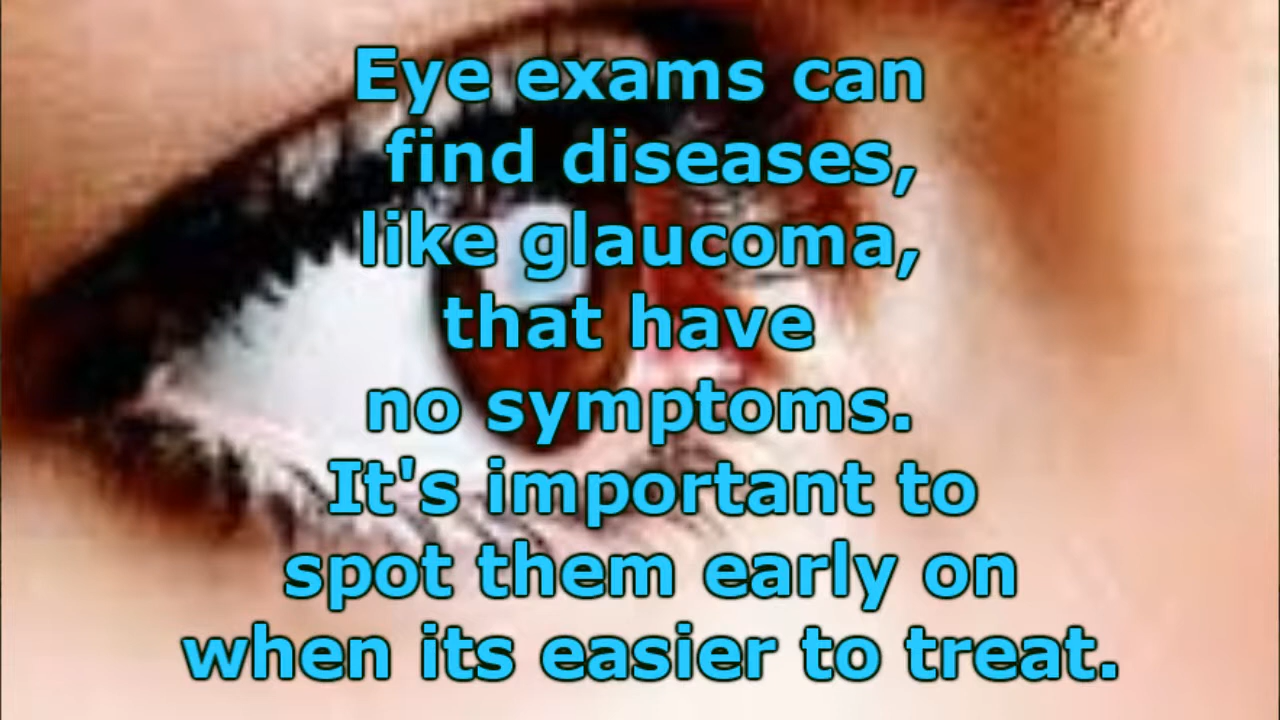 Eye exams can
find diseases,
like glaucoma,
that have
no symptoms.
It's important to
spot them early on
when its easier to treat.